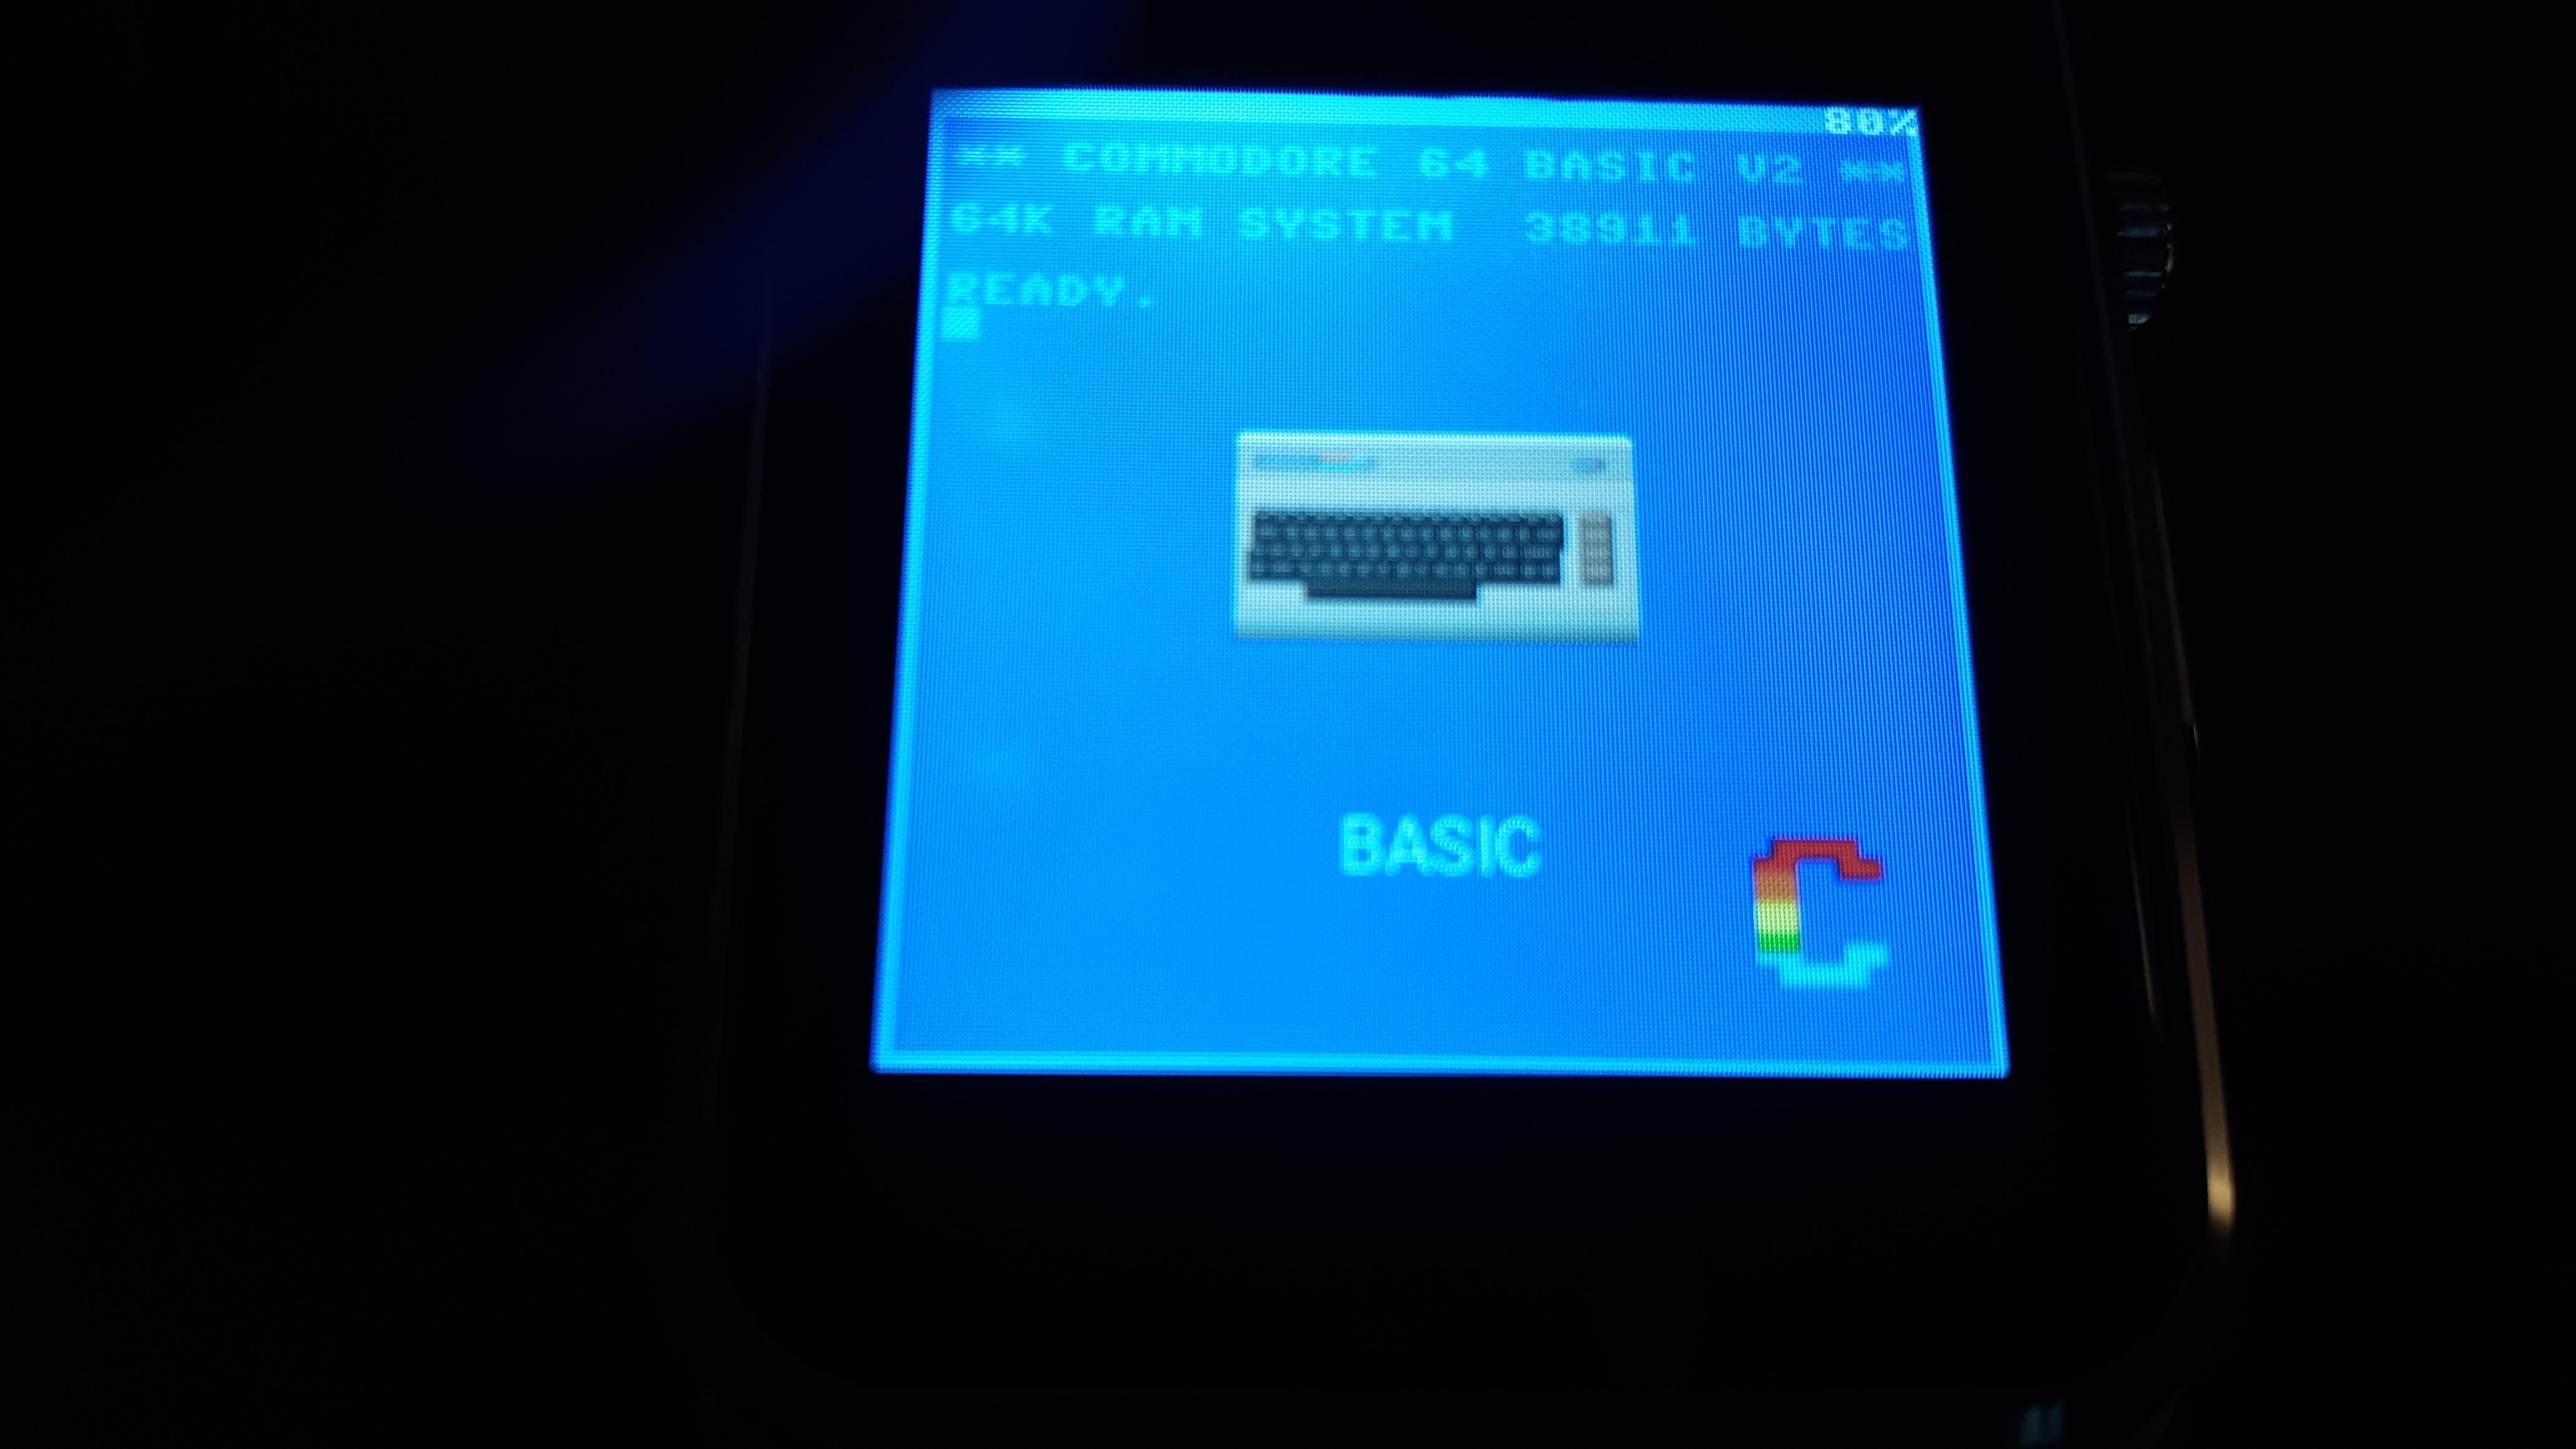 80%
** COMMODORE 64 BASIC V2 **
64K RAM SYSTEM  38911 BYTES
READY.
BASIC
C